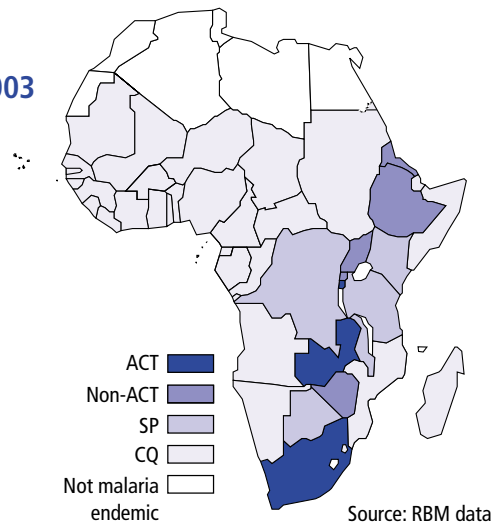 003
ACT
Non-ACT
SP
CQ
Not malaria
endemic
Source: RBM data